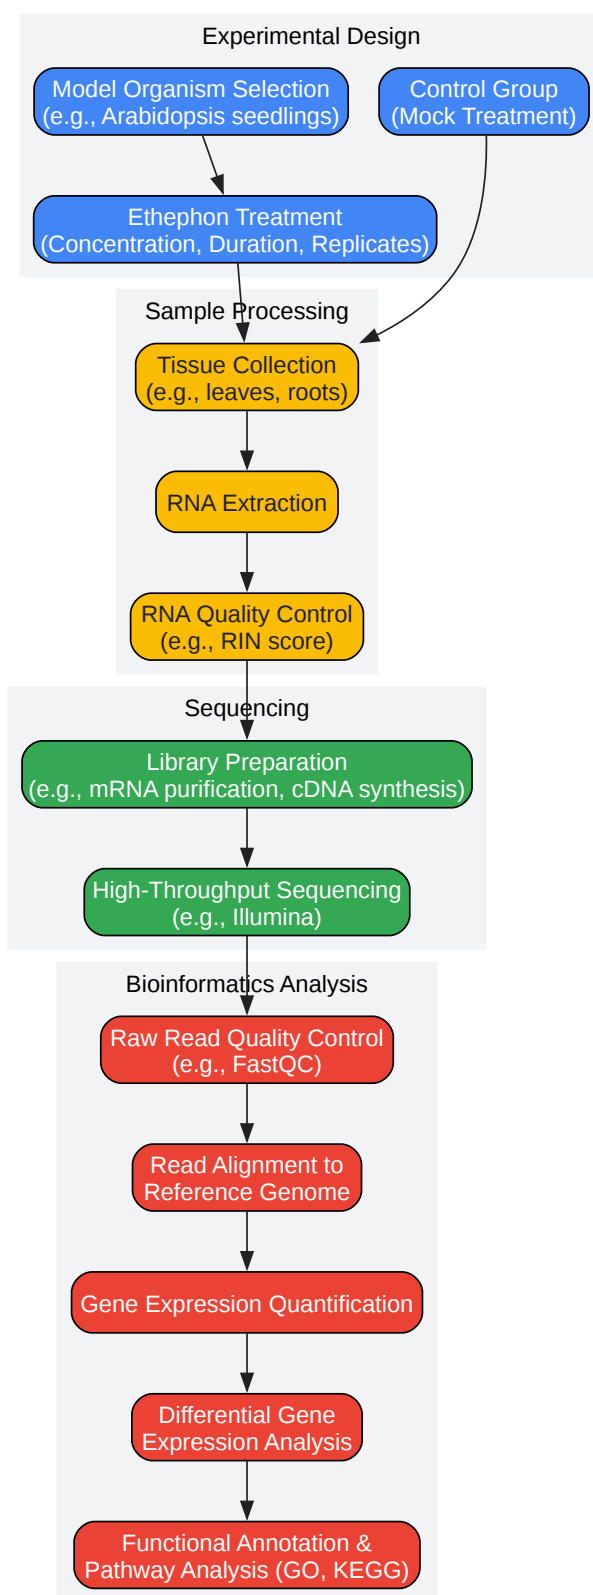 Experimental Design
Model Organism Selection
(e.g., Arabidopsis seedlings)
Control Group
(Mock Treatment)
Ethephon Treatment
(Concentration, Duration, Replicates)
Sample Processing
Tissue Collection
(e.g., leaves, roots)
RNA Extraction
RNA Quality Control
(e.g., RIN score)
Sequencing
Library Preparation
(e.g., mRNA purification, cDNA synthesis)
High-Throughput Sequencing
(e.g., Illumina)
Bioinformatics Analysis
Raw Read Quality Control
(e.g., FastQC)
Read Alignment to
Reference Genome
Gene Expression Quantification
Differential Gene
Expression Analysis
Functional Annotation &
Pathway Analysis (GO, KEGG)